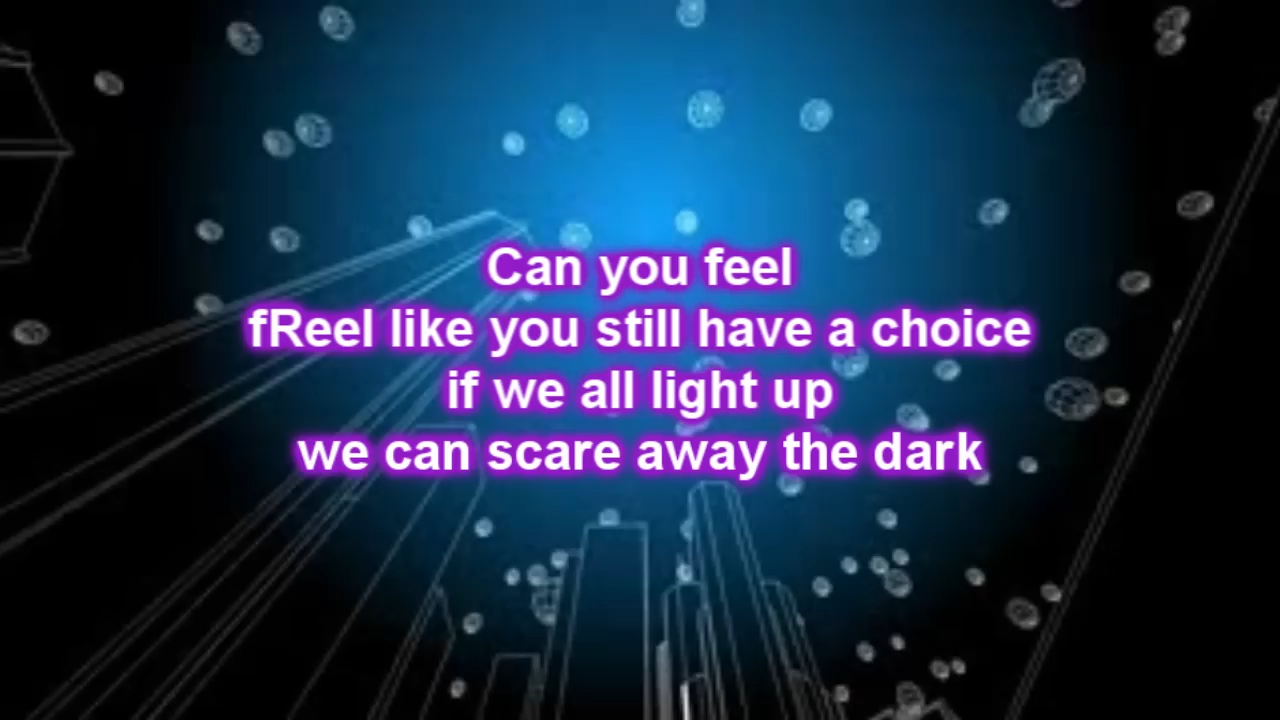 Can you feel
fReel like you still have a choice
if we all light up
we can scare away the dark